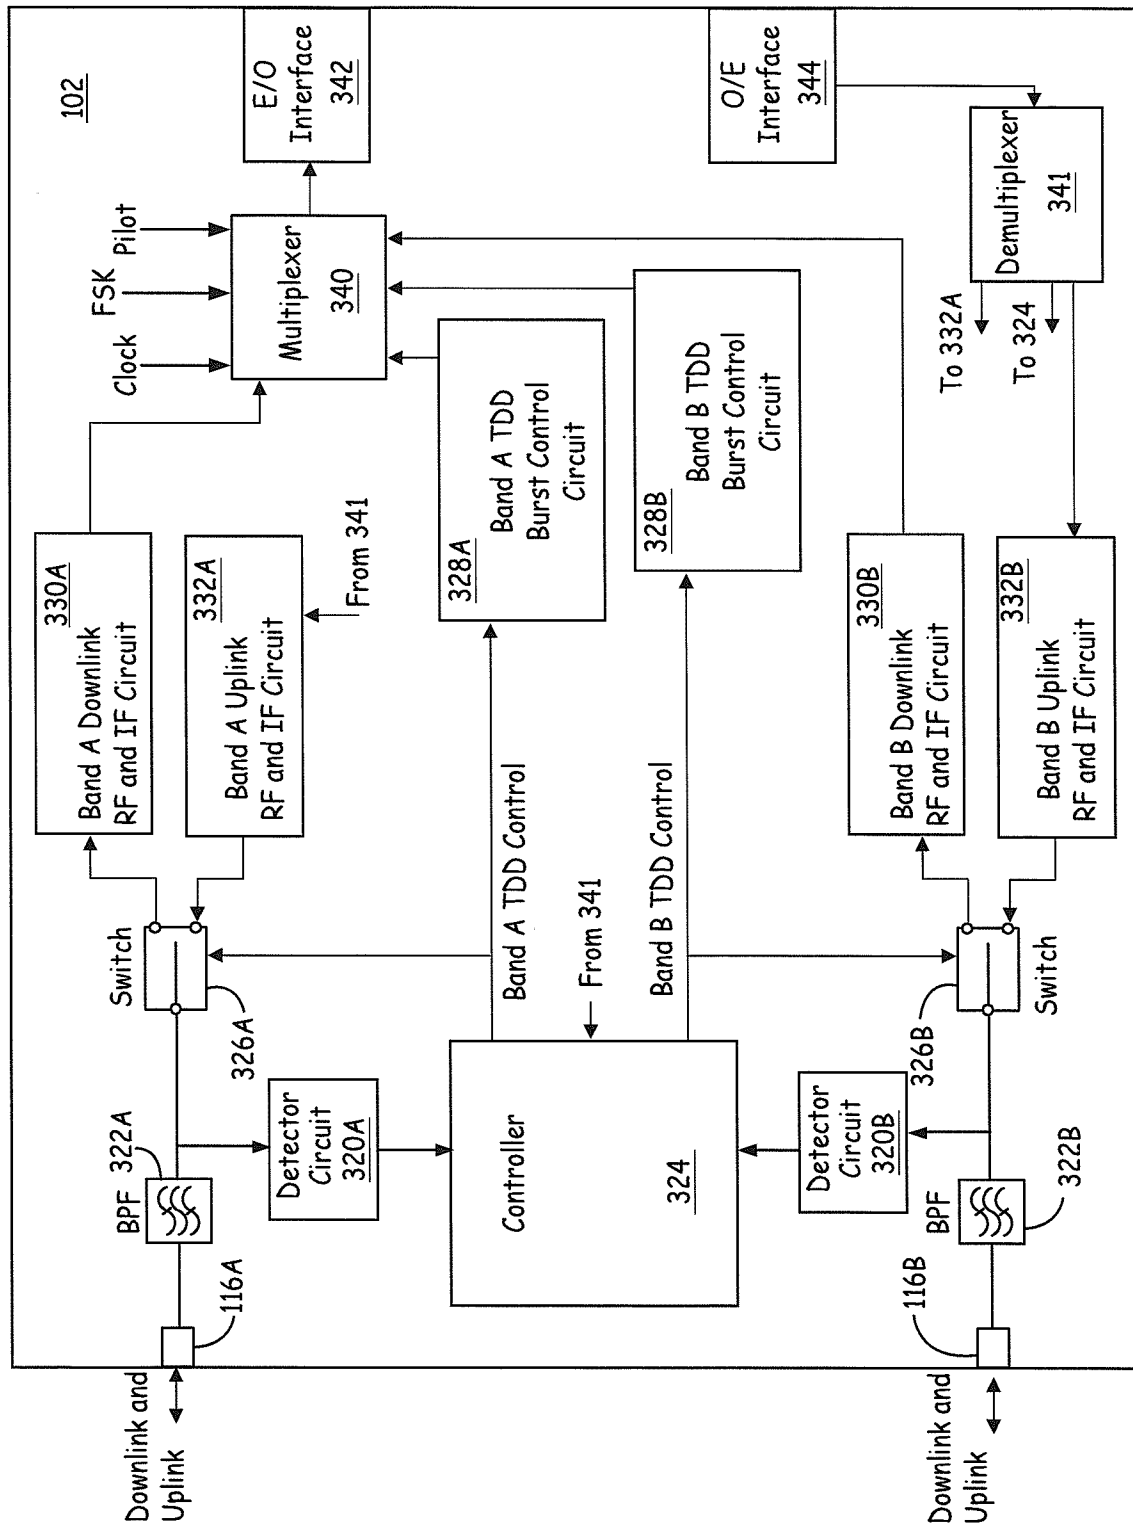 102
Downlink and
Uplink
116A
BPF
322A
Switch
326A
Band A Downlink
RF and IF Circuit
330A
Band A Uplink
RF and IF Circuit
332A
From 341
Clock
FSK
Pilot
Multiplexer
340
E/O
Interface
342
Detector
Circuit
320A
Band A TDD Control
328A
Band A TDD
Burst Control
Circuit
Controller
324
From 341
Band B TDD Control
328B
Band B TDD
Burst Control
Circuit
O/E
Interface
344
Detector
Circuit
320B
Band B Downlink
RF and IF Circuit
330B
Band B Uplink
RF and IF Circuit
332B
To 332A
To 324
Demultiplexer
341
Downlink and
Uplink
116B
BPF
322B
326B
Switch